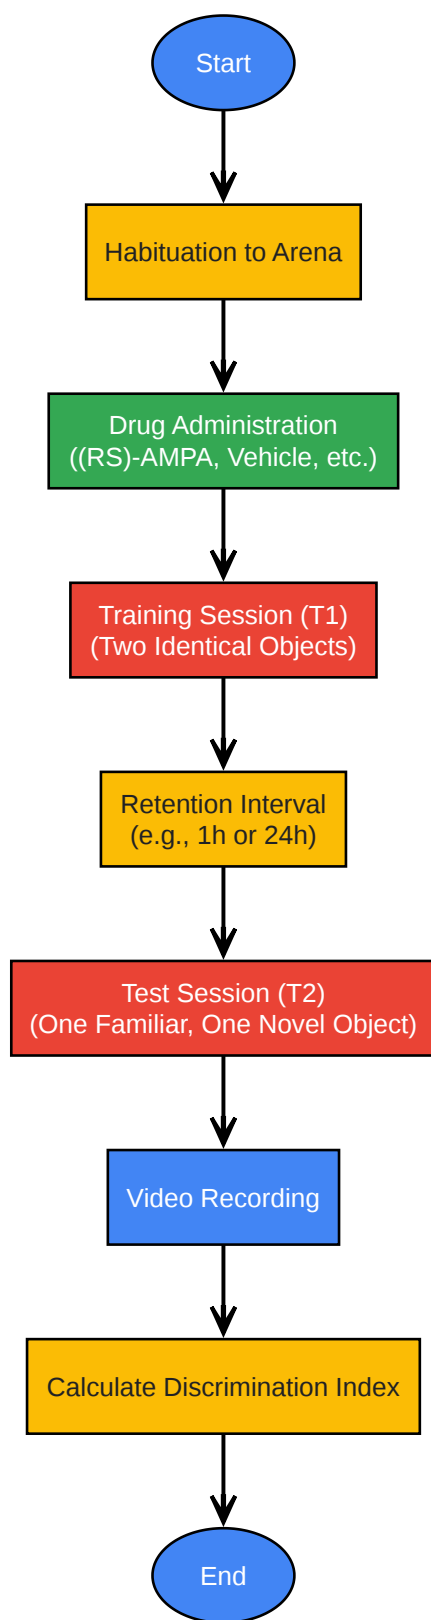 Start
Habituation to Arena
Drug Administration
((RS)-AMPA, Vehicle, etc.)
Training Session (T1)
(Two Identical Objects)
Retention Interval
(e.g., 1h or 24h)
Test Session (T2)
(One Familiar, One Novel Object)
Video Recording
Calculate Discrimination Index
End